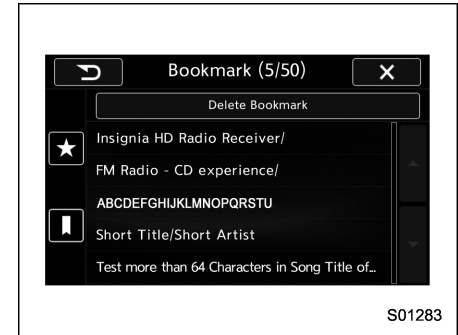 Bookmark (5/50)
Delete Bookmark
Insignia HD Radio Receiver/
FM Radio - CD experience/
ABCDEFGHIJKLMNOPQRSTU
Short Title/Short Artist
Test more than 64 Characters in Song Title of...
S01283